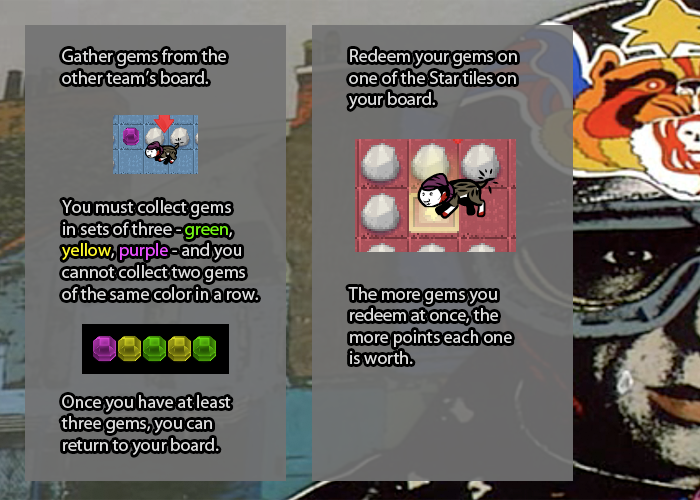 Gather gems from the
other team's board.
You must collect gems
in sets of three - green,
yellow, purple - and you
cannot collect two gems
of the same color in a row.
Once you have at least
three gems, you can
return to your board.
Redeem your gems on
one of the Star tiles on
your board.
The more gems you
redeem at once, the
more points each one
is worth.